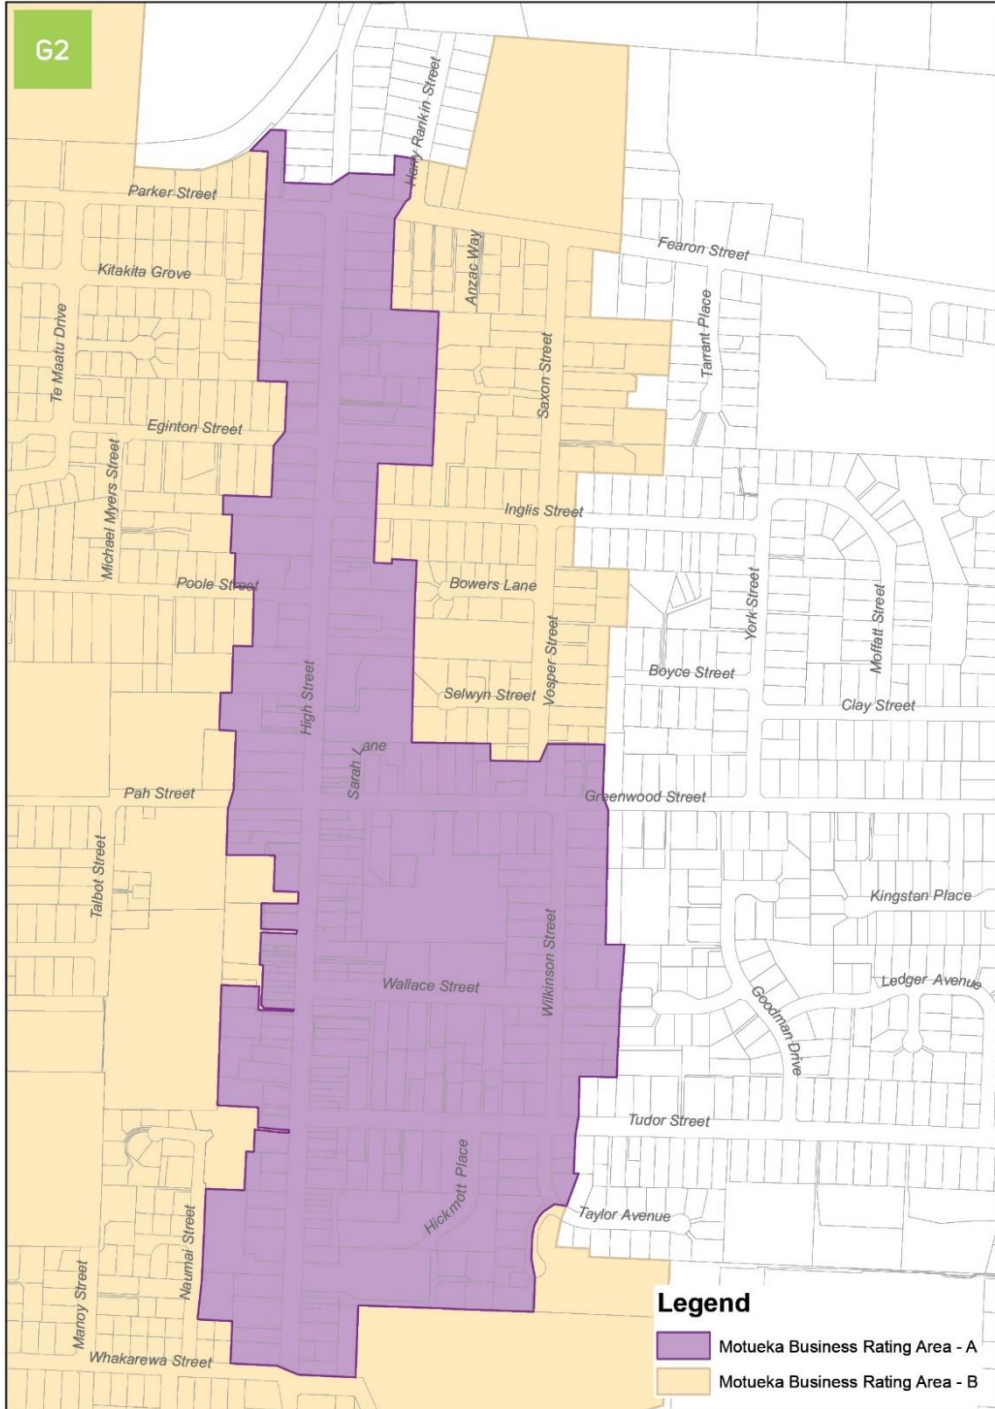 G2
Harry Rankin Street
Parker Street
Fearon Street
Anzac Way
Kitakita Grove
Te Maatu Drive
Tarrant Place
Saxon Street
Eginton Street
Michael Myers Street
Inglis Street
Poole Street
Bowers Lane
York Street
Moffatt Street
Vosper Street
Boyce Street
High Street
Selwyn Street
Clay Street
Sarah Lane
Pah Street
Greenwood Street
Talbot Street
Kingstan Place
Wilkinson Street
Wallace Street
Ledger Avenue
Goodman Drive
Tudor Street
Hickmott Place
Taylor Avenue
Naumai Street
Manoy Street
Whakarewa Street
Legend
Motueka Business Rating Area - A
Motueka Business Rating Area - B